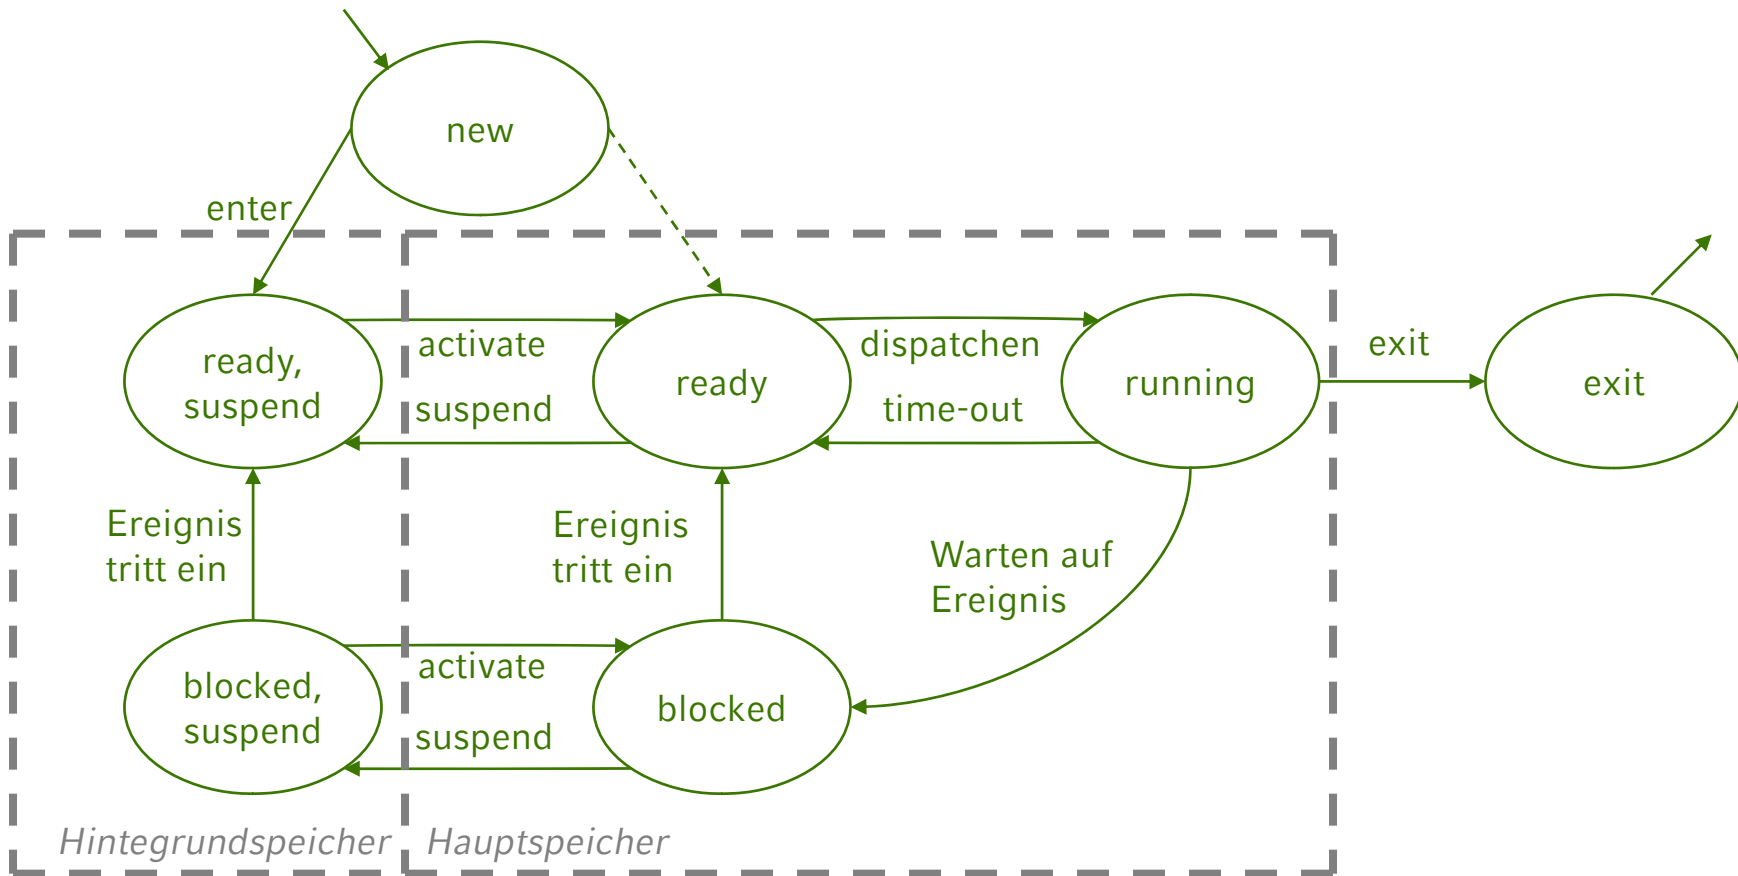 new
enter
ready,
suspend
activate
suspend
ready
dispatchen
time-out
running
exit
exit
Ereignis
tritt ein
Ereignis
tritt ein
Warten auf
Ereignis
blocked,
suspend
activate
suspend
blocked
Hintegrundspeicher
Hauptspeicher